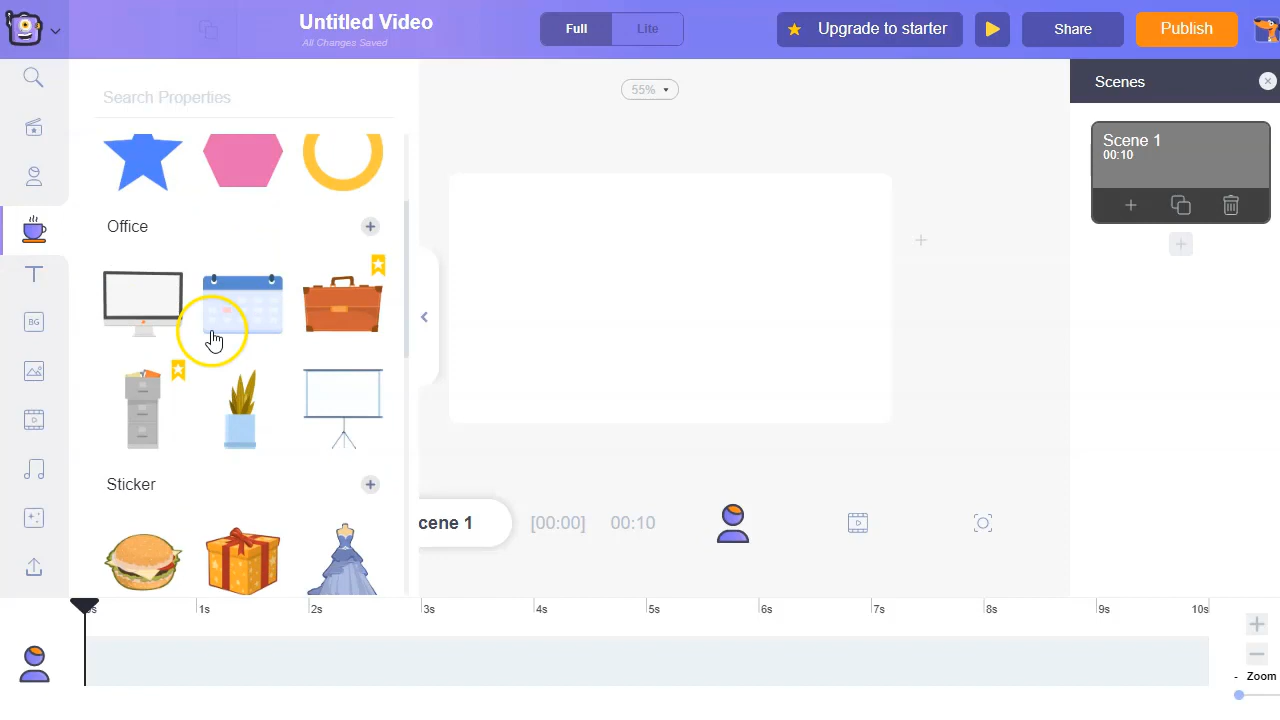 Untitled Video
All Changes Saved
Full
Lite
Upgrade to starter
Share
Publish
Search Properties
55%
Scenes
Scene 1
00:10
Office
BG
Sticker
cene 1
[00:00]
00:10
0s
1s
2s
3s
4s
5s
6s
7s
8s
9s
10s
- Zoom